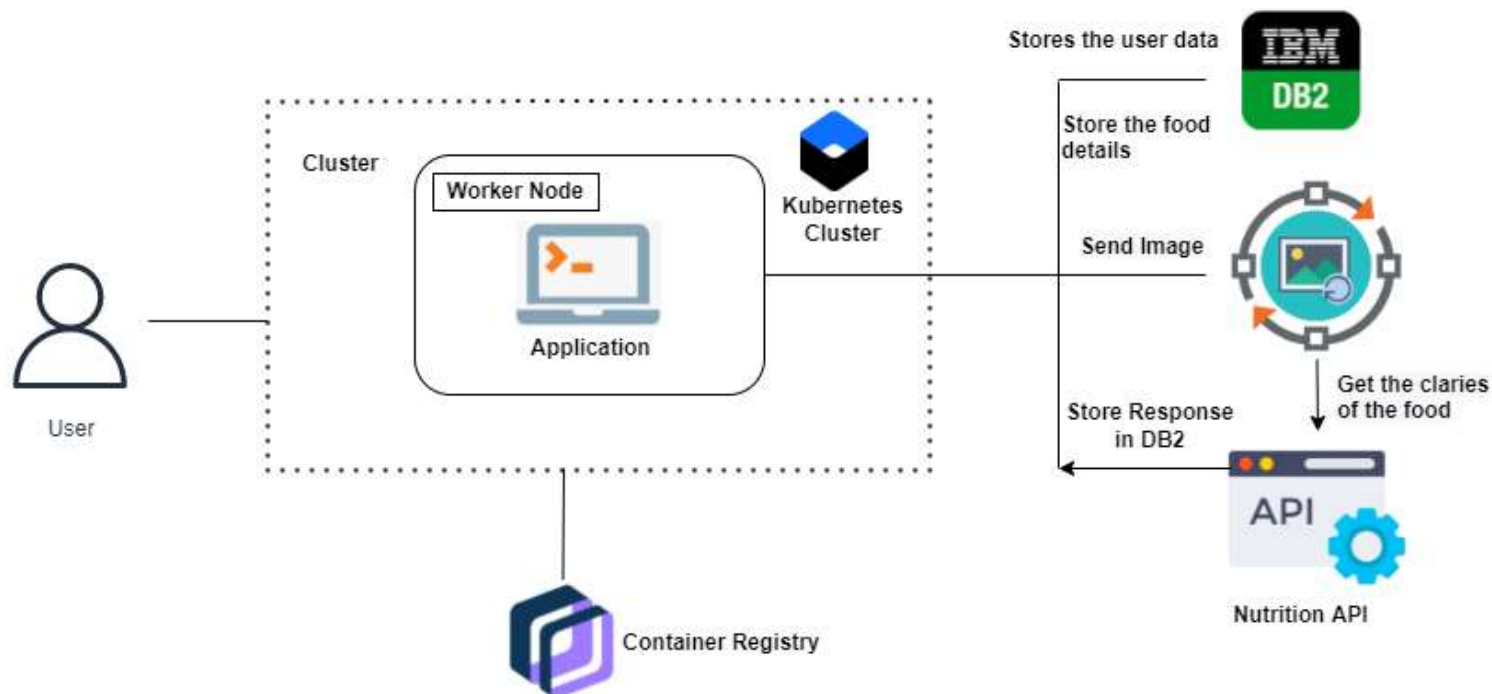 Stores the user data
IBM
DB2
Store the food
details
Cluster
Worker Node
Kubernetes
Cluster
Send Image
Application
Get the claries
of the food
User
Store Response
in DB2
API
Nutrition API
Container Registry